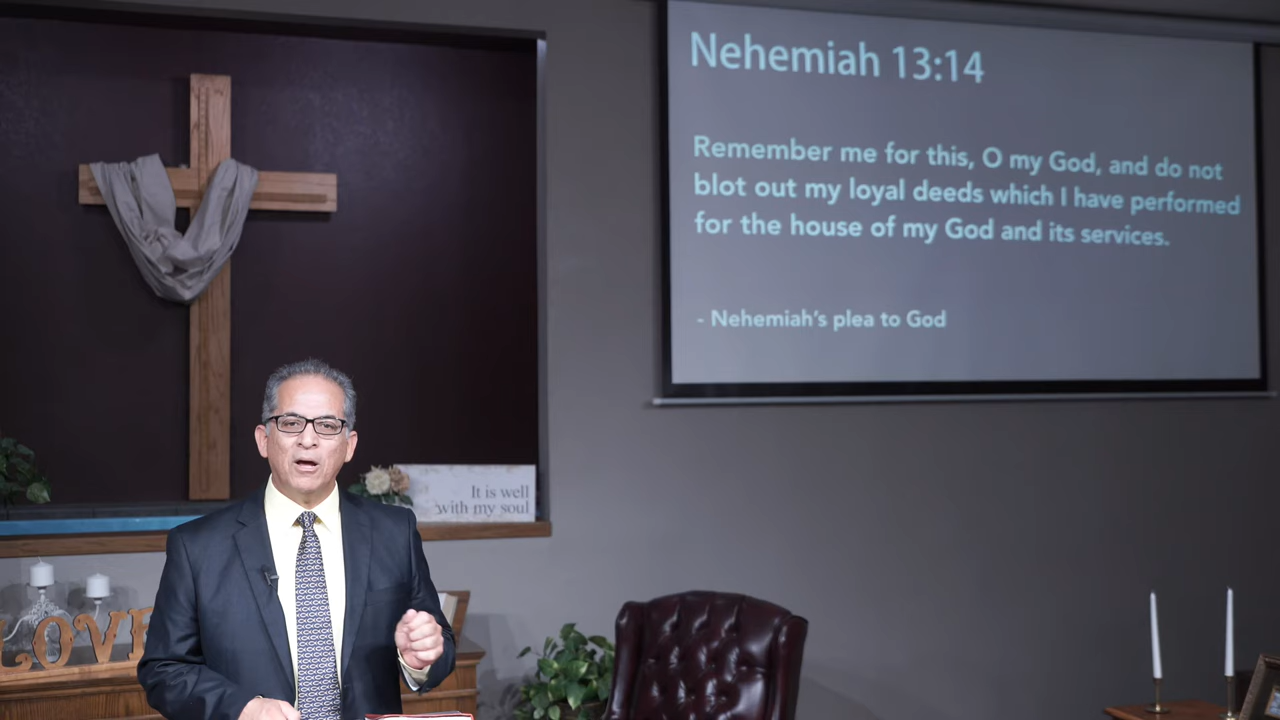 Nehemiah 13:14
Remember me for this, O my God, and do not
blot out my loyal deeds which I have performed
for the house of my God and its services.
- Nehemiah's plea to God
It is well
with my soul
LOVE